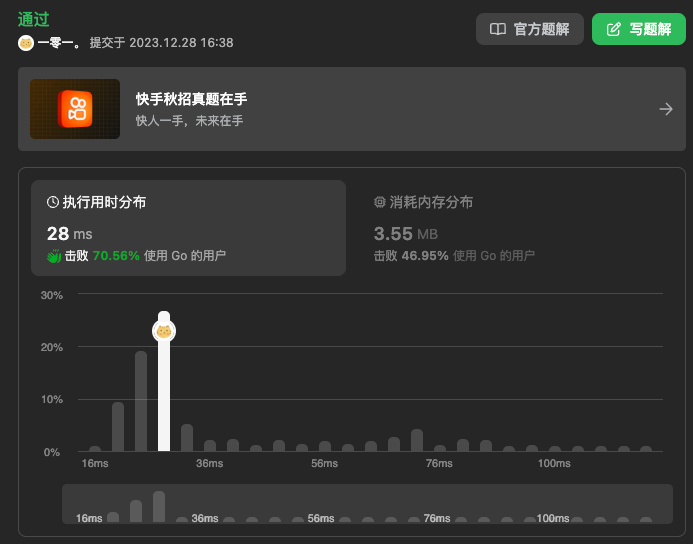 通过
一零一。 提交于 2023.12.28 16:38
官方题解
写题解
快手秋招真题在手
快人一手，未来在手
执行用时分布
28 ms
击败 70.56% 使用 Go 的用户
消耗内存分布
3.55 MB
击败 46.95% 使用 Go 的用户
30%
20%
10%
0%
16ms 36ms 56ms 76ms 100ms
16ms 36ms 56ms 76ms 100ms